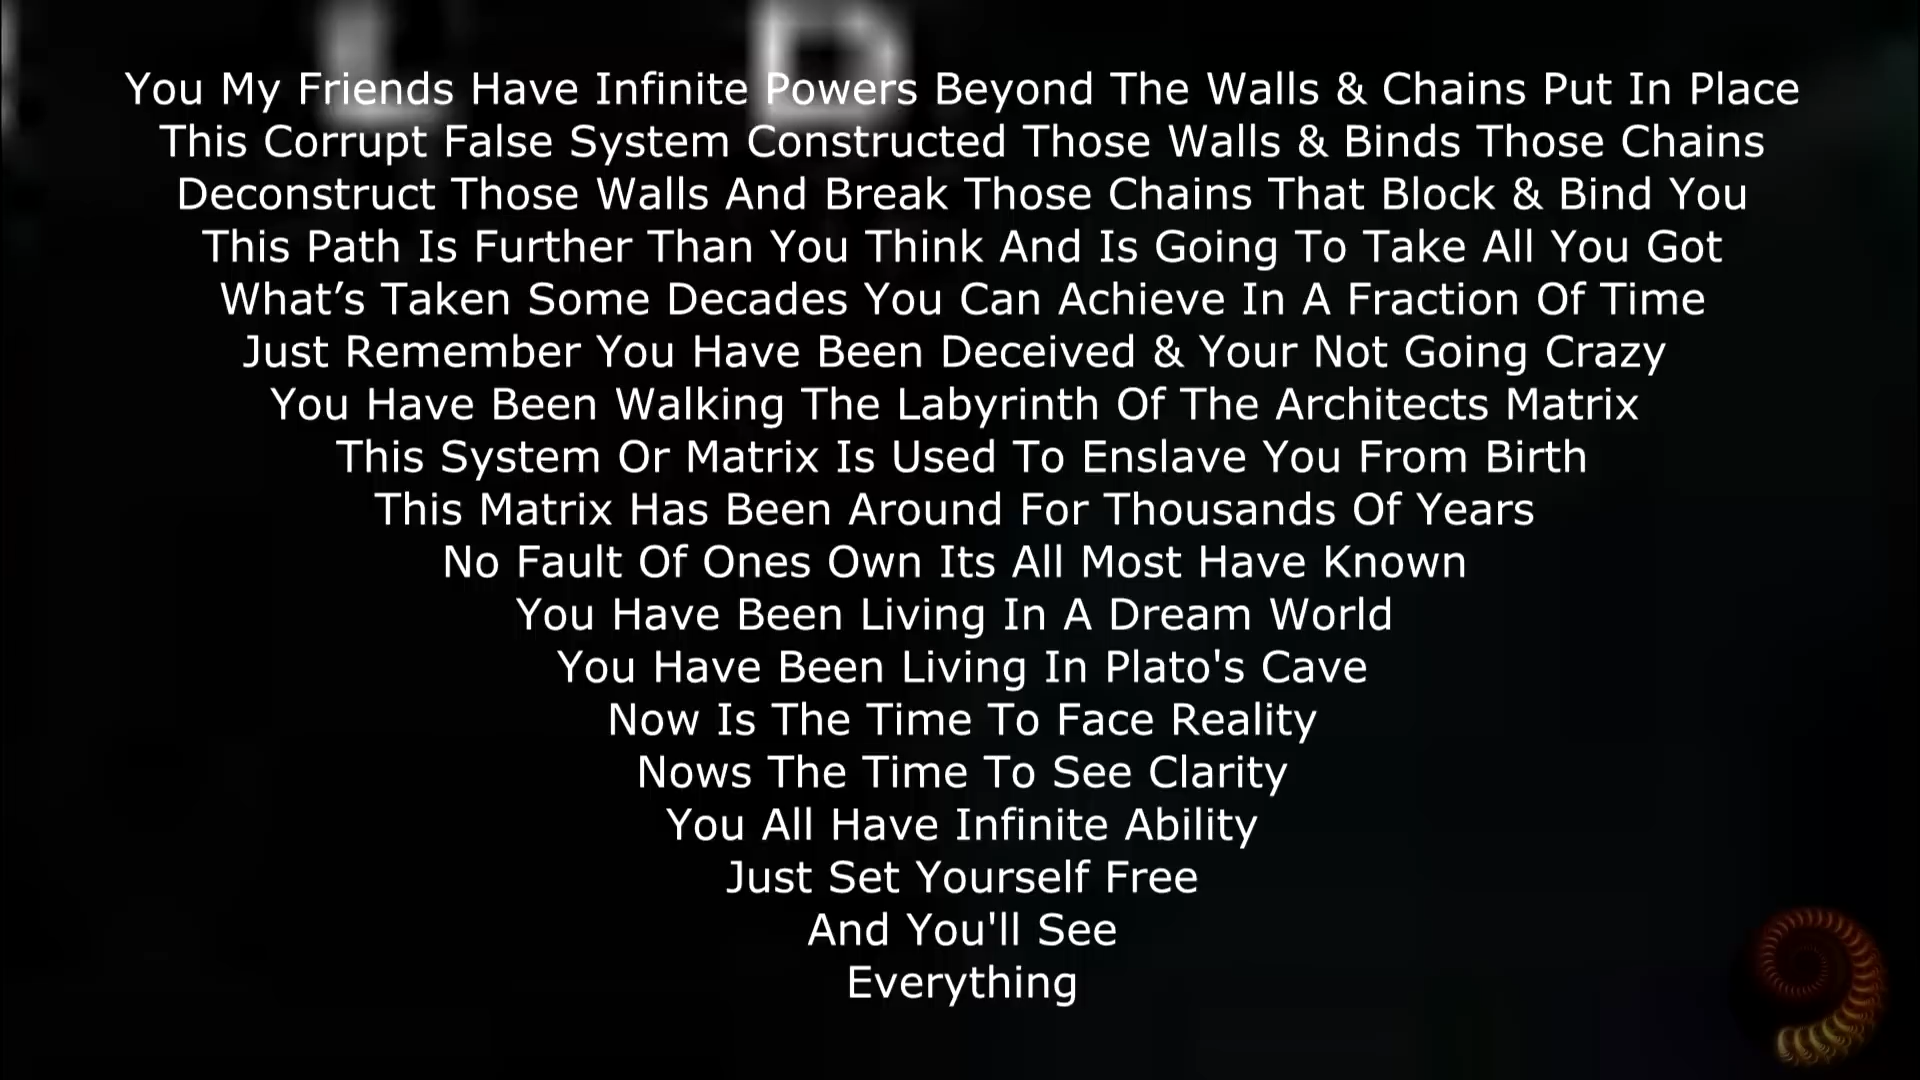 L D
You My Friends Have Infinite Powers Beyond The Walls & Chains Put In Place
This Corrupt False System Constructed Those Walls & Binds Those Chains
Deconstruct Those Walls And Break Those Chains That Block & Bind You
This Path Is Further Than You Think And Is Going To Take All You Got
What’s Taken Some Decades You Can Achieve In A Fraction Of Time
Just Remember You Have Been Deceived & Your Not Going Crazy
You Have Been Walking The Labyrinth Of The Architects Matrix
This System Or Matrix Is Used To Enslave You From Birth
This Matrix Has Been Around For Thousands Of Years
No Fault Of Ones Own Its All Most Have Known
You Have Been Living In A Dream World
You Have Been Living In Plato's Cave
Now Is The Time To Face Reality
Nows The Time To See Clarity
You All Have Infinite Ability
Just Set Yourself Free
And You'll See
Everything